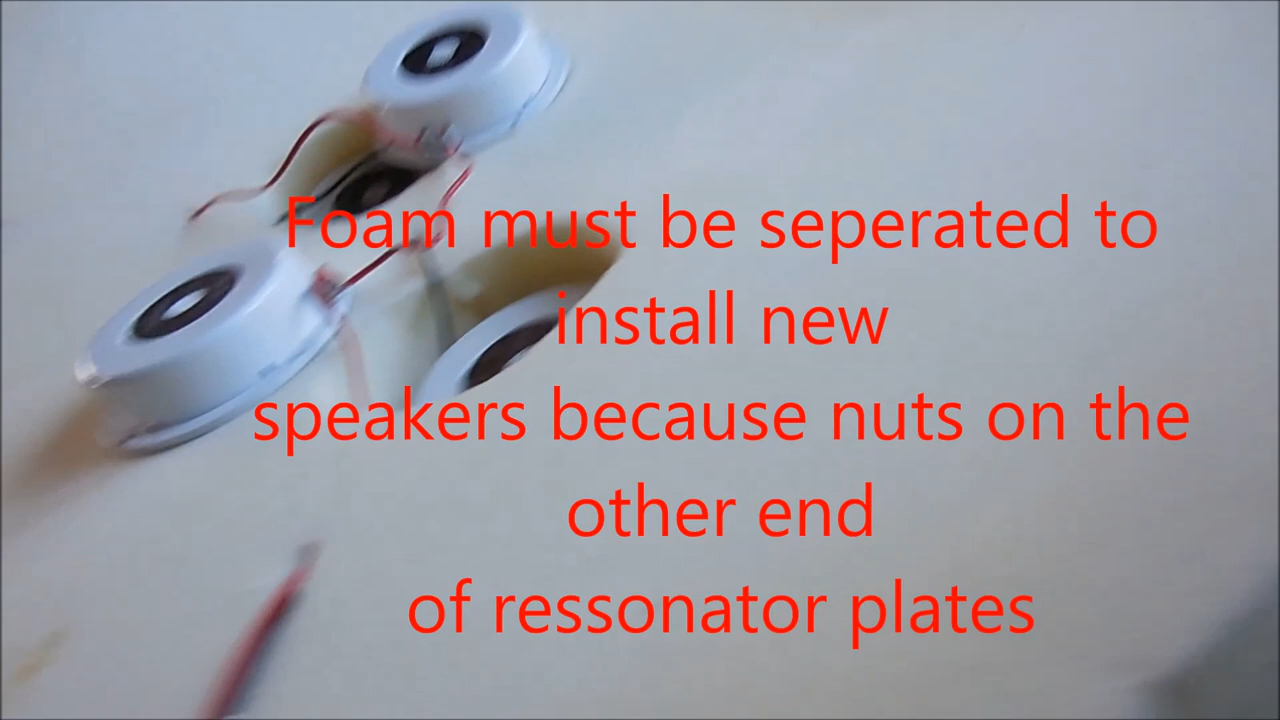 Foam must be seperated to
install new
speakers because nuts on the
other end
of ressonator plates